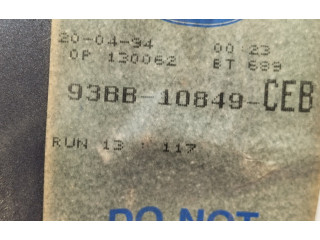 20-04-94 00 23
OP 130062 BT 689
93BB-10849-CEB
RUN 13 : 117
DO NOT